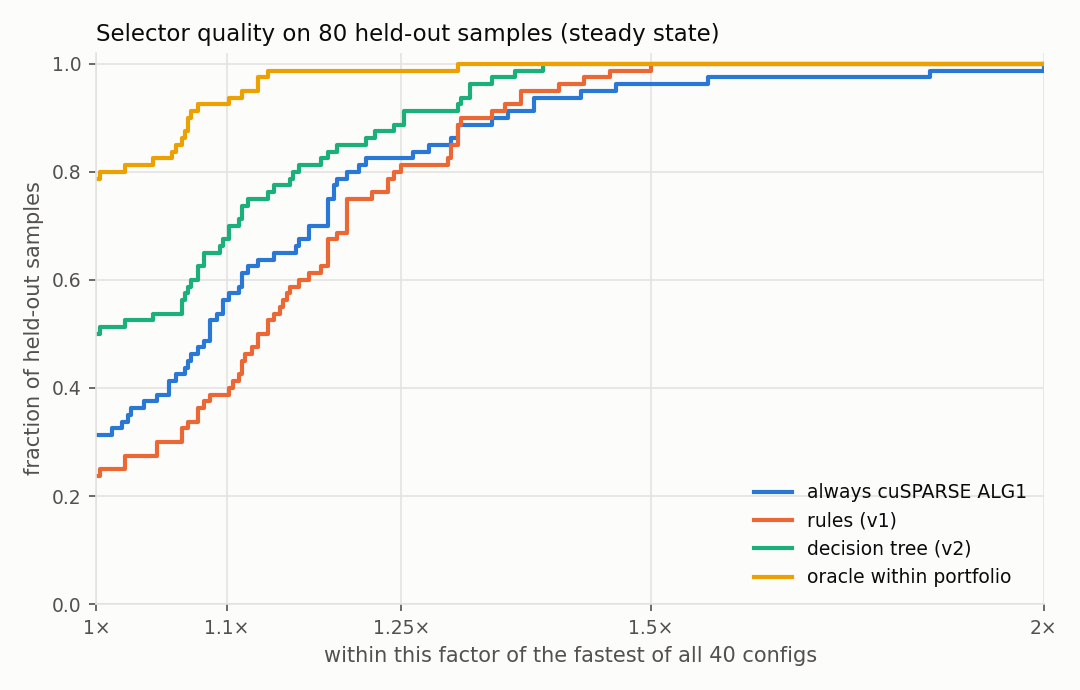 Selector quality on 80 held-out samples (steady state)
fraction of held-out samples
1.0
0.8
0.6
0.4
0.2
0.0
always cuSPARSE ALG1
rules (v1)
decision tree (v2)
oracle within portfolio
1×
1.1×
1.25×
1.5×
2×
within this factor of the fastest of all 40 configs